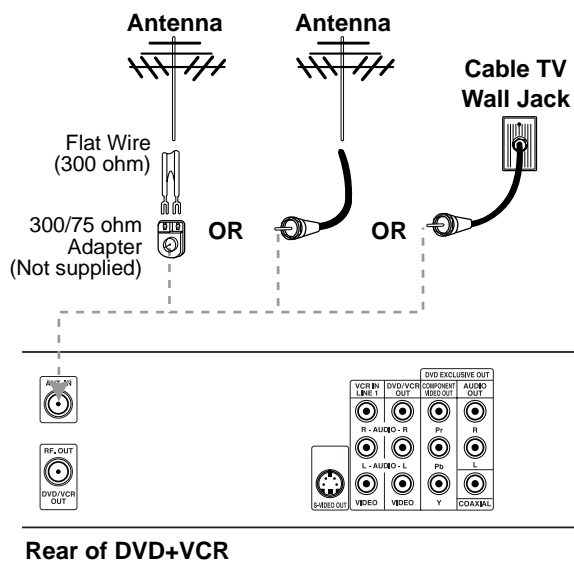 Antenna
Antenna
Cable TV
Wall Jack
Flat Wire
(300 ohm)
300/75 ohm
Adapter
(Not supplied)
OR
OR
ANT. IN
RF. OUT
DVD/VCR
OUT
DVD EXCLUSIVE OUT
VCR IN
LINE 1
DVD/VCR
OUT
COMPONENT
VIDEO OUT
AUDIO
OUT
R - AUDIO - R
Pr
R
L - AUDIO - L
Pb
L
S-VIDEO OUT
VIDEO
VIDEO
Y
COAXIAL
Rear of DVD+VCR